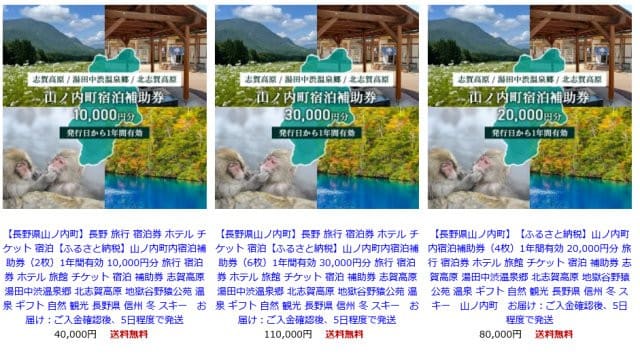 志賀高原 / 湯田中渋温泉郷 / 北志賀高原
山ノ内町宿泊補助券
10,000円分
発行日から1年間有効
【長野県山ノ内町】長野 旅行 宿泊券 ホテル チ
ケット 宿泊【ふるさと納税】山ノ内町内宿泊補
助券（2枚）1年間有効 10,000円分 旅行 宿泊
券 ホテル 旅館 チケット 宿泊 補助券 志賀高原
湯田中渋温泉郷 北志賀高原 地獄谷野猿公苑 温
泉 ギフト 自然 観光 長野県 信州 冬 スキー　お
届け：ご入金確認後、5日程度で発送
40,000円　送料無料
志賀高原 / 湯田中渋温泉郷 / 北志賀高原
山ノ内町宿泊補助券
30,000円分
発行日から1年間有効
【長野県山ノ内町】長野 旅行 宿泊券 ホテル チ
ケット 宿泊【ふるさと納税】山ノ内町内宿泊補
助券（6枚）1年間有効 30,000円分 旅行 宿泊
券 ホテル 旅館 チケット 宿泊 補助券 志賀高原
湯田中渋温泉郷 北志賀高原 地獄谷野猿公苑 温
泉 ギフト 自然 観光 長野県 信州 冬 スキー　お
届け：ご入金確認後、5日程度で発送
110,000円　送料無料
志賀高原 / 湯田中渋温泉郷 / 北志賀高原
山ノ内町宿泊補助券
20,000円分
発行日から1年間有効
【長野県山ノ内町】【ふるさと納税】山ノ内町
内宿泊補助券（4枚）1年間有効 20,000円分 旅
行 宿泊券 ホテル 旅館 チケット 宿泊 補助券 志
賀高原 湯田中渋温泉郷 北志賀高原 地獄谷野猿
公苑 温泉 ギフト 自然 観光 長野県 信州 冬 ス
キー　山ノ内町　お届け：ご入金確認後、5日
程度で発送
80,000円　送料無料